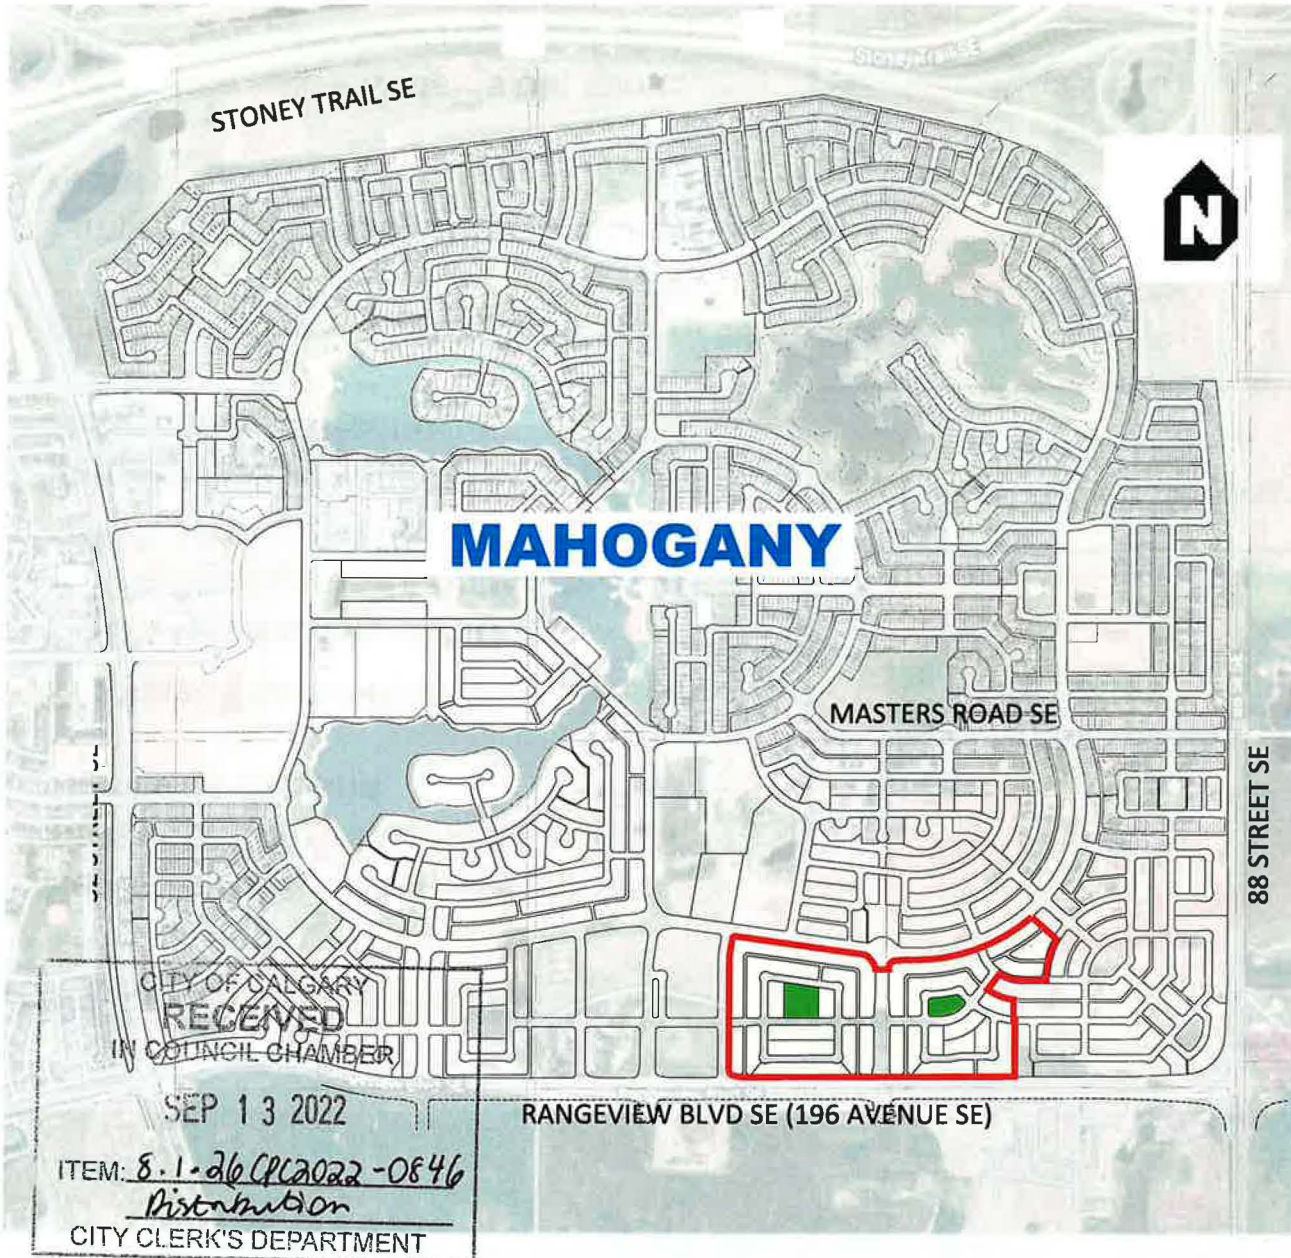 Stoney Trail SE
STONEY TRAIL SE
N
MAHOGANY
MASTERS ROAD SE
88 STREET SE
CITY OF CALGARY
RECEIVED
IN COUNCIL CHAMBER
SEP 13 2022
RANGEVIEW BLVD SE (196 AVENUE SE)
ITEM: 8.1.26 CPC2022-0846
Distribution
CITY CLERK'S DEPARTMENT